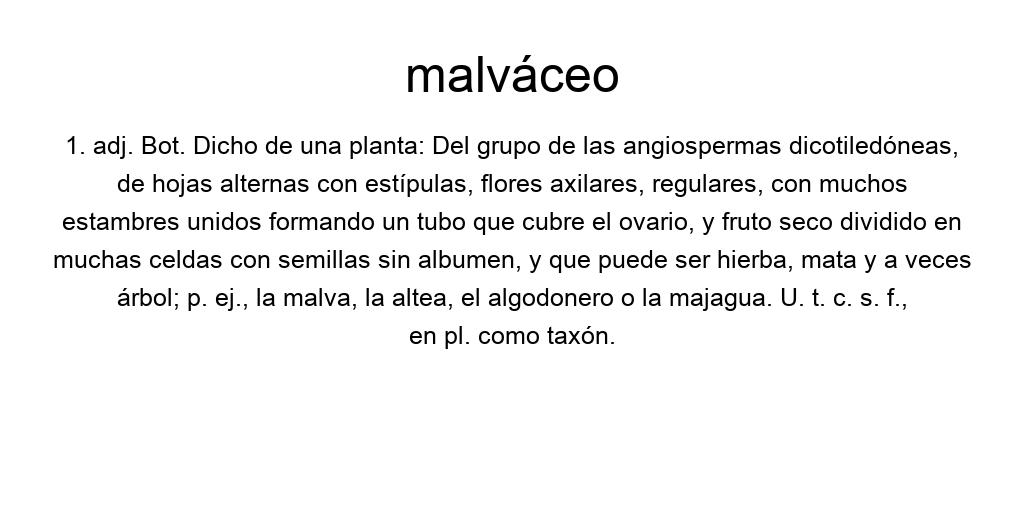 malváceo
1. adj. Bot. Dicho de una planta: Del grupo de las angiospermas dicotiledóneas,
de hojas alternas con estípulas, flores axilares, regulares, con muchos
estambres unidos formando un tubo que cubre el ovario, y fruto seco dividido en
muchas celdas con semillas sin albumen, y que puede ser hierba, mata y a veces
árbol; p. ej., la malva, la altea, el algodonero o la majagua. U. t. c. s. f.,
en pl. como taxón.